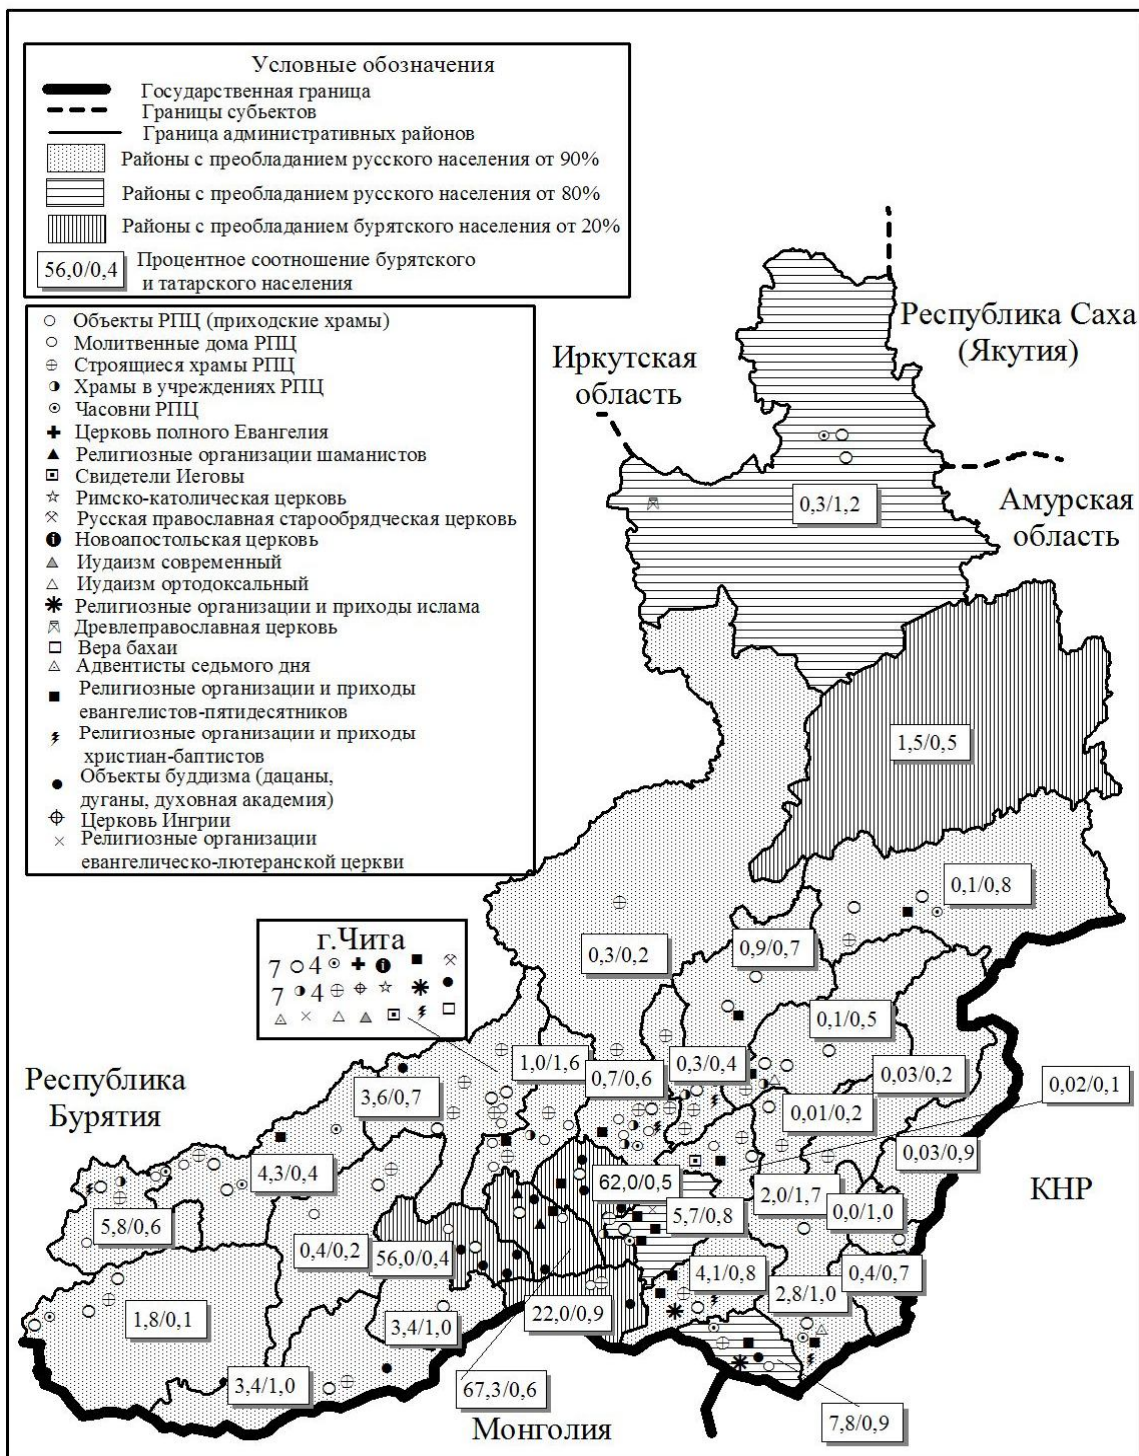 Условные обозначения
Государственная граница
Границы субъектов
Граница административных районов
Районы с преобладанием русского населения от 90%
Районы с преобладанием русского населения от 80%
Районы с преобладанием бурятского населения от 20%
56,0/0,4
Процентное соотношение бурятского
и татарского населения
Объекты РПЦ (приходские храмы)
Молитвенные дома РПЦ
Строящиеся храмы РПЦ
Храмы в учреждениях РПЦ
Часовни РПЦ
Церковь полного Евангелия
Религиозные организации шаманистов
Свидетели Иеговы
Римско-католическая церковь
Русская православная старообрядческая церковь
Новоапостольская церковь
Иудаизм современный
Иудаизм ортодоксальный
Религиозные организации и приходы ислама
Древлеправославная церковь
Вера бахаи
Адвентисты седьмого дня
Религиозные организации и приходы
евангелистов-пятидесятников
Религиозные организации и приходы
христиан-баптистов
Объекты буддизма (дацаны,
дуганы, духовная академия)
Церковь Ингрии
Религиозные организации
евангелическо-лютеранской церкви
Республика Саха
(Якутия)
Иркутская
область
Амурская
область
0,3/1,2
1,5/0,5
0,1/0,8
г.Чита
7 4
7 4
0,3/0,2
0,9/0,7
0,1/0,5
Республика
Бурятия
3,6/0,7
1,0/1,6
0,7/0,6
0,3/0,4
0,03/0,2
0,02/0,1
0,01/0,2
0,03/0,9
4,3/0,4
62,0/0,5
2,0/1,7
КНР
5,8/0,6
0,4/0,2
56,0/0,4
5,7/0,8
0,0/1,0
4,1/0,8
0,4/0,7
1,8/0,1
3,4/1,0
22,0/0,9
2,8/1,0
3,4/1,0
67,3/0,6
Монголия
7,8/0,9